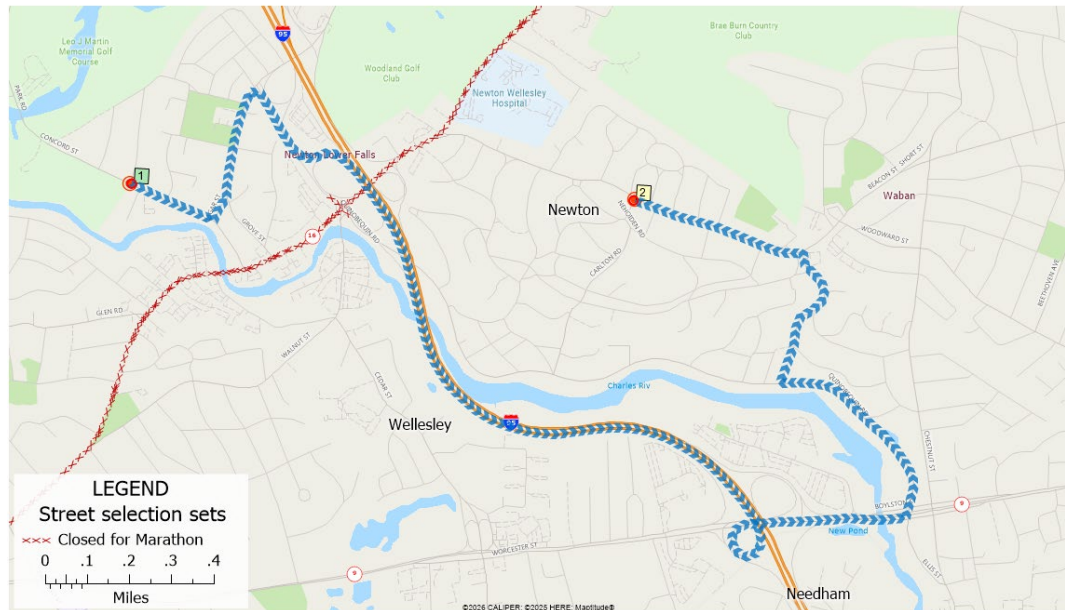 Leo J Martin
Memorial Golf
Course
PARK RD
CONCORD ST
95
Woodland Golf
Club
Brae Burn Country
Club
Newton Wellesley
Hospital
Newton Lower Falls
1
2
Newton
NEHOIDEN RD
CARLTON RD
BEACON ST
SHORT ST
Waban
WOODWARD ST
BEETHOVEN AVE
GROVE ST
16
QUINOBEQUIN RD
GLEN RD
WALNUT ST
CEDAR ST
Wellesley
95
Charles Riv
CHESTNUT ST
BOYLSTON
9
New Pond
ELLIS ST
WORCESTER ST
9
Needham
LEGEND
Street selection sets
Closed for Marathon
0 .1 .2 .3 .4
Miles
©2026 CALIPER; ©2025 HERE; Maptitude®